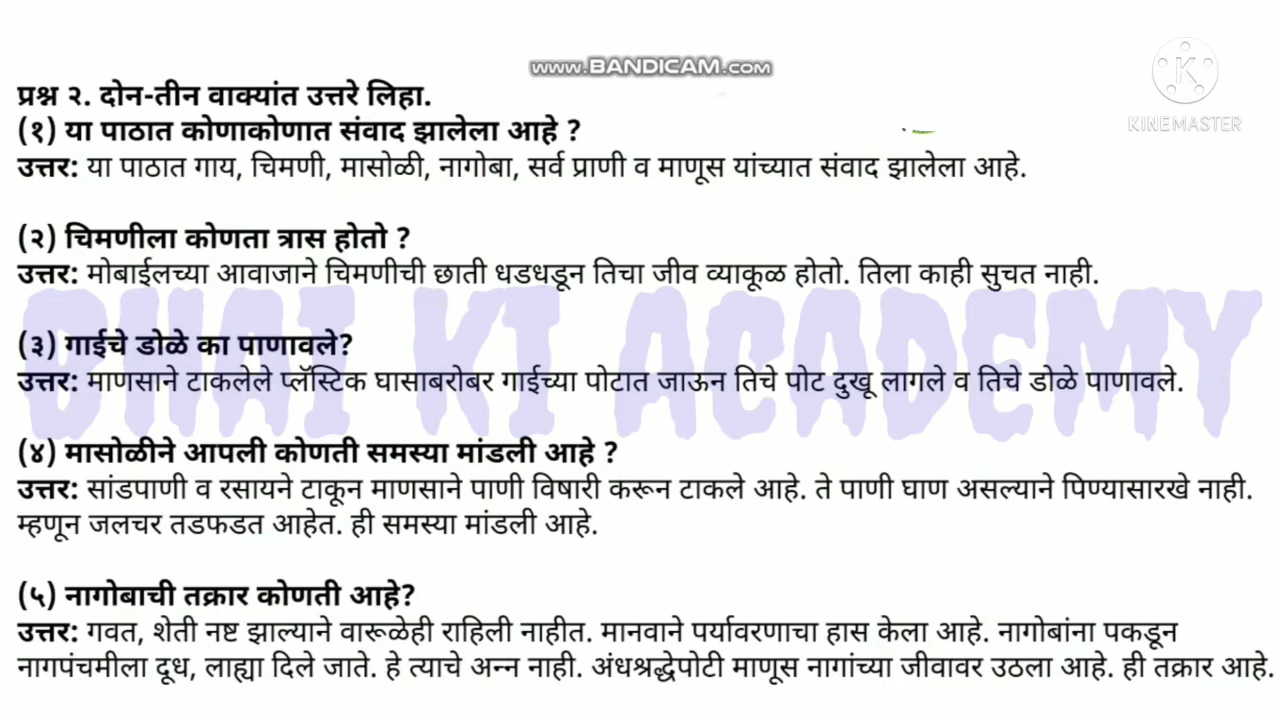 www.BANDICAM.com
KINEMASTER
प्रश्न २. दोन-तीन वाक्यांत उत्तरे लिहा.
(१) या पाठात कोणाकोणात संवाद झालेला आहे ?
उत्तर: या पाठात गाय, चिमणी, मासोळी, नागोबा, सर्व प्राणी व माणूस यांच्यात संवाद झालेला आहे.
(२) चिमणीला कोणता त्रास होतो ?
उत्तर: मोबाईलच्या आवाजाने चिमणीची छाती धडधडून तिचा जीव व्याकूळ होतो. तिला काही सुचत नाही.
BHAI KI ACADEMY
(३) गाईचे डोळे का पाणावले?
उत्तर: माणसाने टाकलेले प्लॅस्टिक घासाबरोबर गाईच्या पोटात जाऊन तिचे पोट दुखू लागले व तिचे डोळे पाणावले.
(४) मासोळीने आपली कोणती समस्या मांडली आहे ?
उत्तर: सांडपाणी व रसायने टाकून माणसाने पाणी विषारी करून टाकले आहे. ते पाणी घाण असल्याने पिण्यासारखे नाही.
म्हणून जलचर तडफडत आहेत. ही समस्या मांडली आहे.
(५) नागोबाची तक्रार कोणती आहे?
उत्तर: गवत, शेती नष्ट झाल्याने वारूळेही राहिली नाहीत. मानवाने पर्यावरणाचा हास केला आहे. नागोबांना पकडून
नागपंचमीला दूध, लाह्या दिले जाते. हे त्याचे अन्न नाही. अंधश्रद्धेपोटी माणूस नागांच्या जीवावर उठला आहे. ही तक्रार आहे.